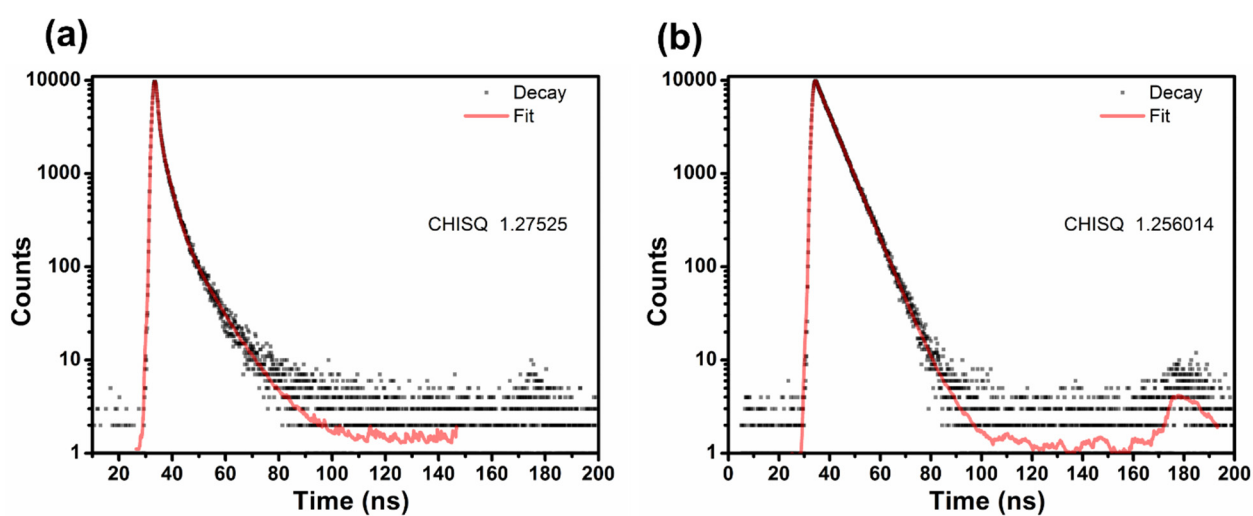 (a)
10000
1000
100
10
1
Counts
Decay
Fit
CHISQ 1.27525
20 40 60 80 100 120 140 160 180 200
Time (ns)
(b)
10000
1000
100
10
1
Counts
Decay
Fit
CHISQ 1.256014
0 20 40 60 80 100 120 140 160 180 200
Time (ns)